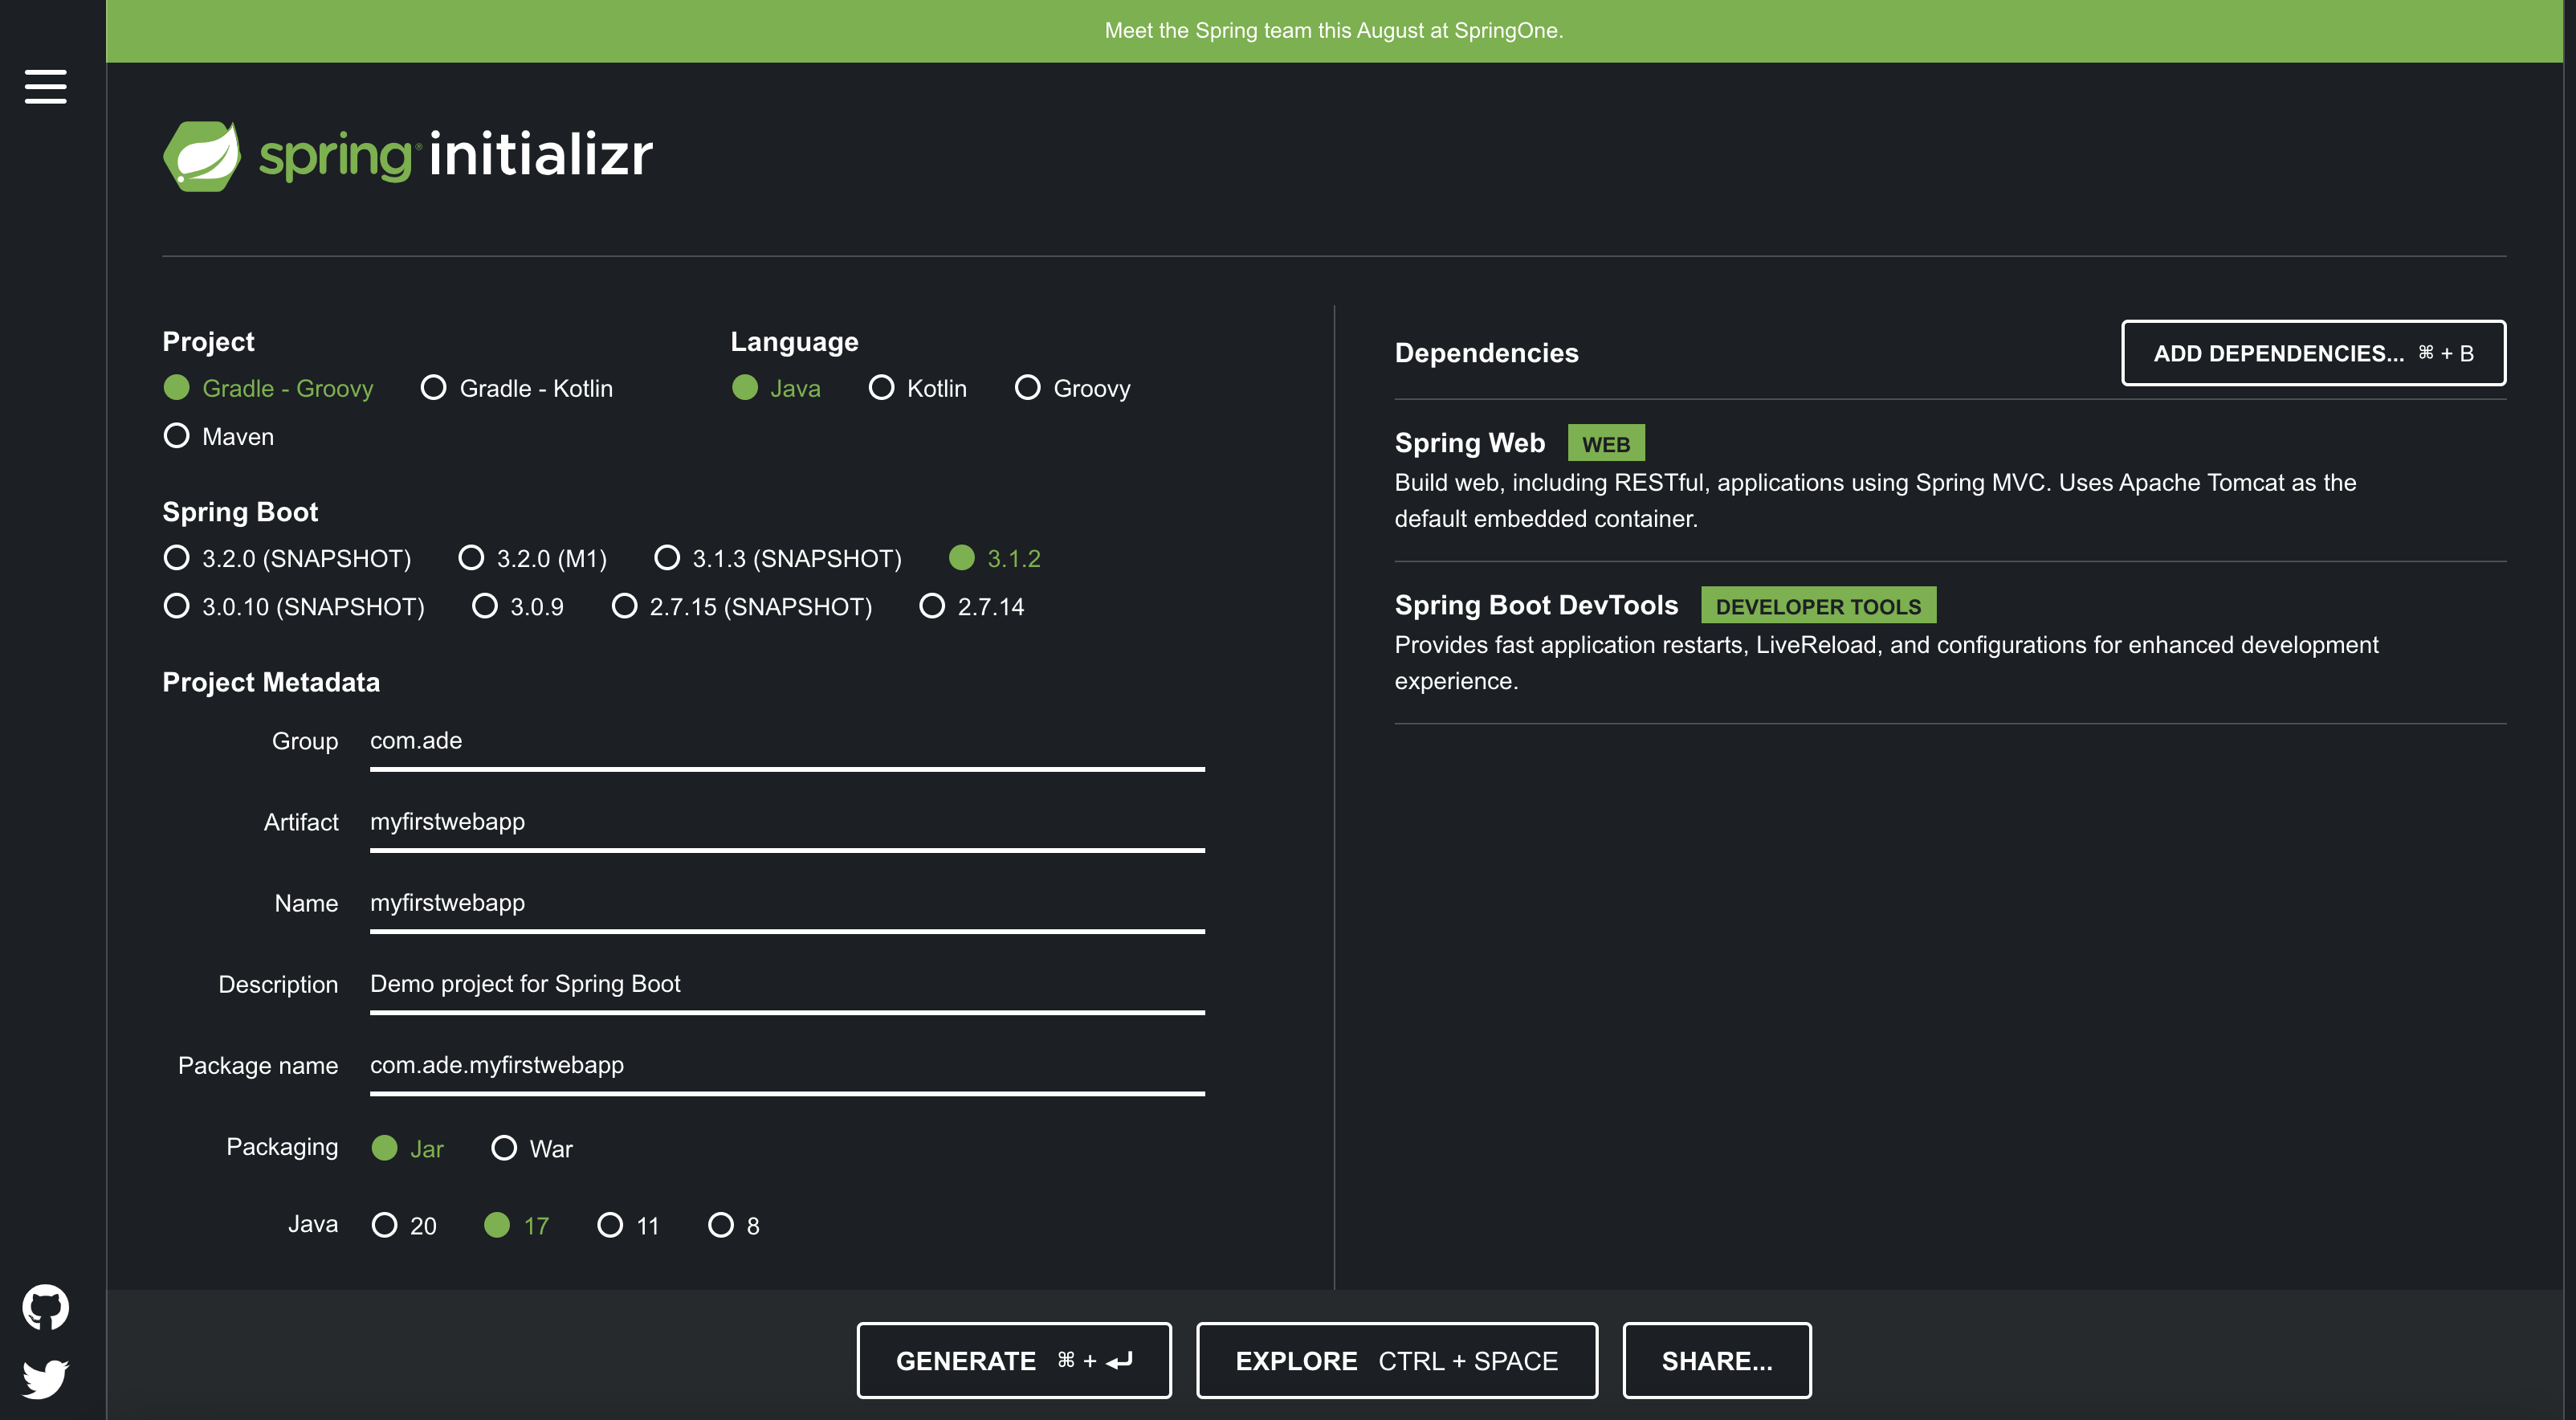 Meet the Spring team this August at SpringOne.
spring® initializr
Project
Gradle - Groovy Gradle - Kotlin
Maven
Language
Java Kotlin Groovy
Spring Boot
3.2.0 (SNAPSHOT) 3.2.0 (M1) 3.1.3 (SNAPSHOT) 3.1.2
3.0.10 (SNAPSHOT) 3.0.9 2.7.15 (SNAPSHOT) 2.7.14
Project Metadata
Group com.ade
Artifact myfirstwebapp
Name myfirstwebapp
Description Demo project for Spring Boot
Package name com.ade.myfirstwebapp
Packaging Jar War
Java 20 17 11 8
Dependencies ADD DEPENDENCIES... ⌘ + B
Spring Web WEB
Build web, including RESTful, applications using Spring MVC. Uses Apache Tomcat as the
default embedded container.
Spring Boot DevTools DEVELOPER TOOLS
Provides fast application restarts, LiveReload, and configurations for enhanced development
experience.
GENERATE ⌘ + ↵ EXPLORE CTRL + SPACE SHARE...